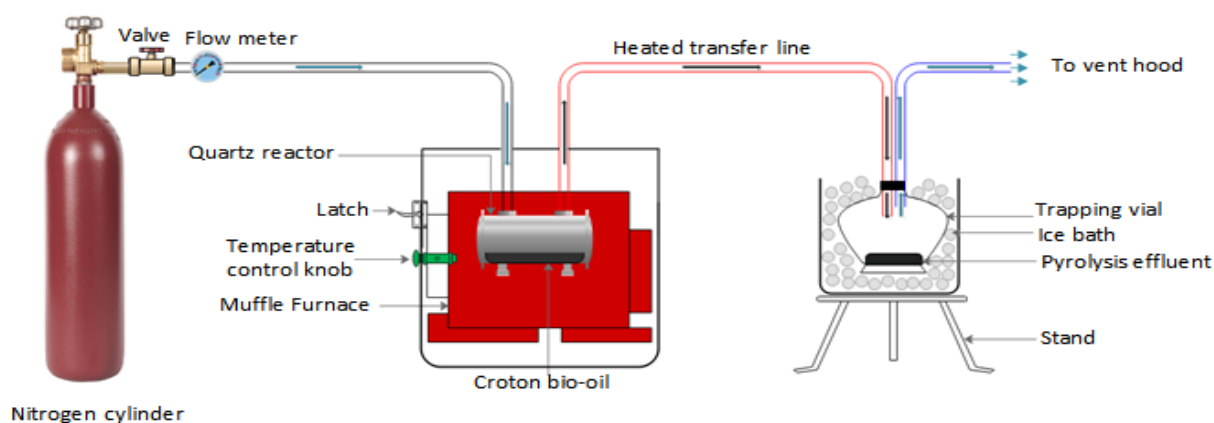 Valve
Flow meter
Heated transfer line
To vent hood
Quartz reactor
Latch
Temperature
control knob
Muffle Furnace
Croton bio-oil
Trapping vial
Ice bath
Pyrolysis effluent
Stand
Nitrogen cylinder